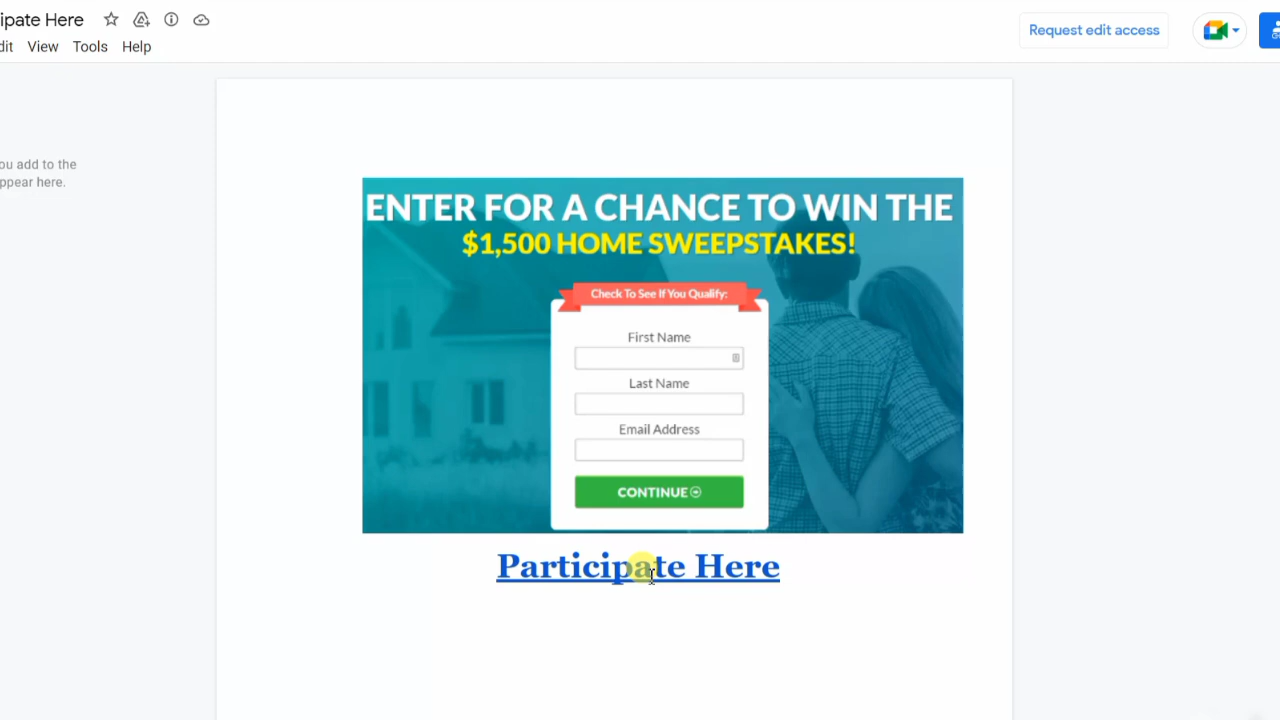 ipate Here
Request edit access
dit View Tools Help
ou add to the
ppear here.
ENTER FOR A CHANCE TO WIN THE
$1,500 HOME SWEEPSTAKES!
Check To See If You Qualify:
First Name
Last Name
Email Address
CONTINUE
Participate Here